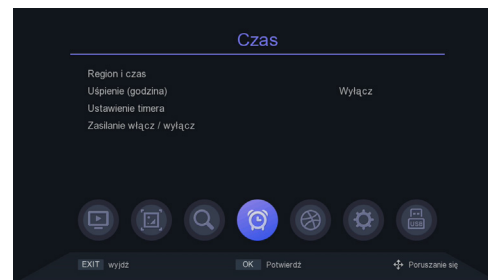 Czas
Region i czas
Uśpienie (godzina) Wyłącz
Ustawienie timera
Zasilanie włącz / wyłącz
USB
EXIT wyjdź OK Potwierdź Poruszanie się